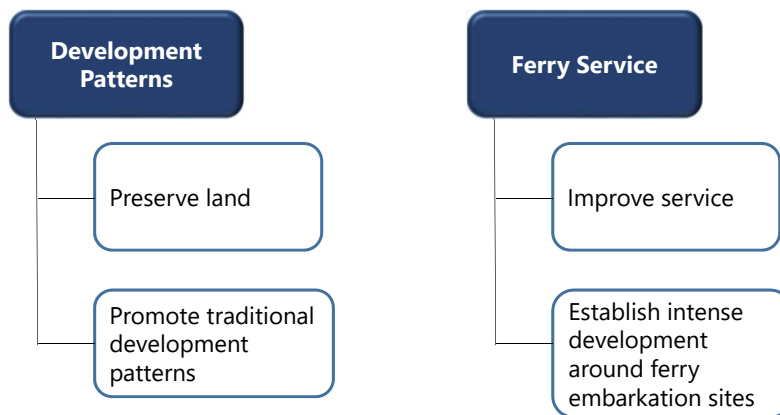 Development
Patterns
Preserve land
Promote traditional
development
patterns
Ferry Service
Improve service
Establish intense
development
around ferry
embarkation sites